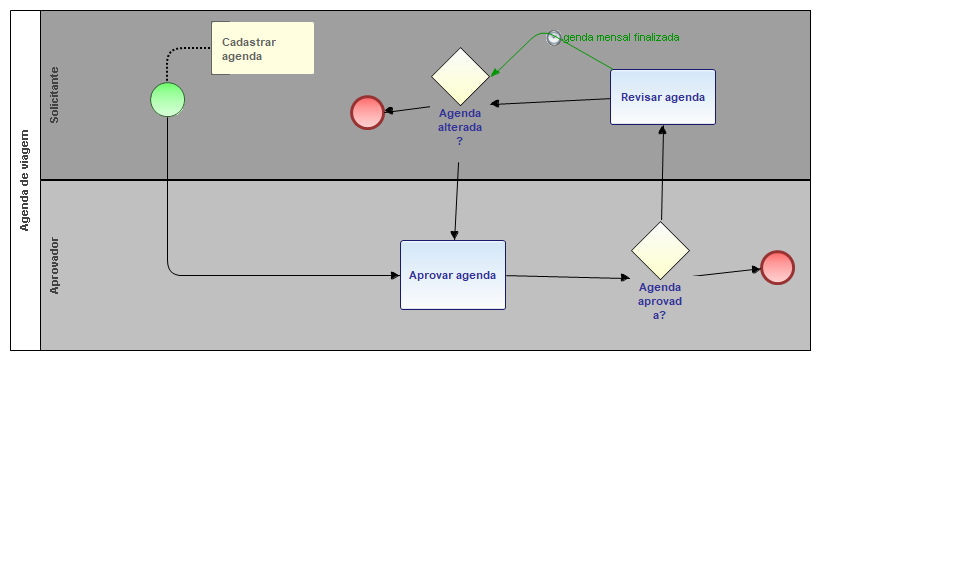 Agenda de viagem
Solicitante
Cadastrar
agenda
genda mensal finalizada
Agenda
alterada
?
Revisar agenda
Aprovador
Aprovar agenda
Agenda
aprovad
a?